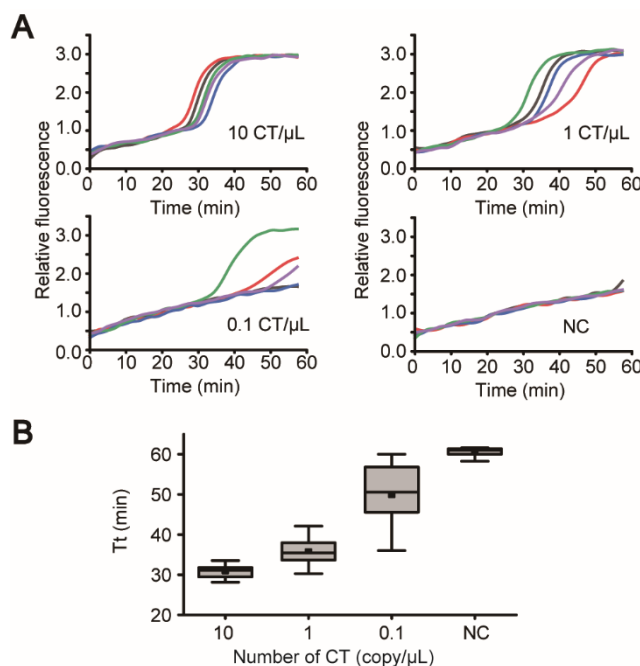 A
Relative fluorescence
3.0
2.0
1.0
0.0
10 CT/µL
0 10 20 30 40 50 60
Time (min)
Relative fluorescence
3.0
2.0
1.0
0.0
1 CT/µL
0 10 20 30 40 50 60
Time (min)
3.0
2.0
1.0
0.0
0.1 CT/µL
0 10 20 30 40 50 60
Time (min)
3.0
2.0
1.0
0.0
NC
0 10 20 30 40 50 60
Time (min)
B
Tt (min)
60
50
40
30
20
10 1 0.1 NC
Number of CT (copy/µL)